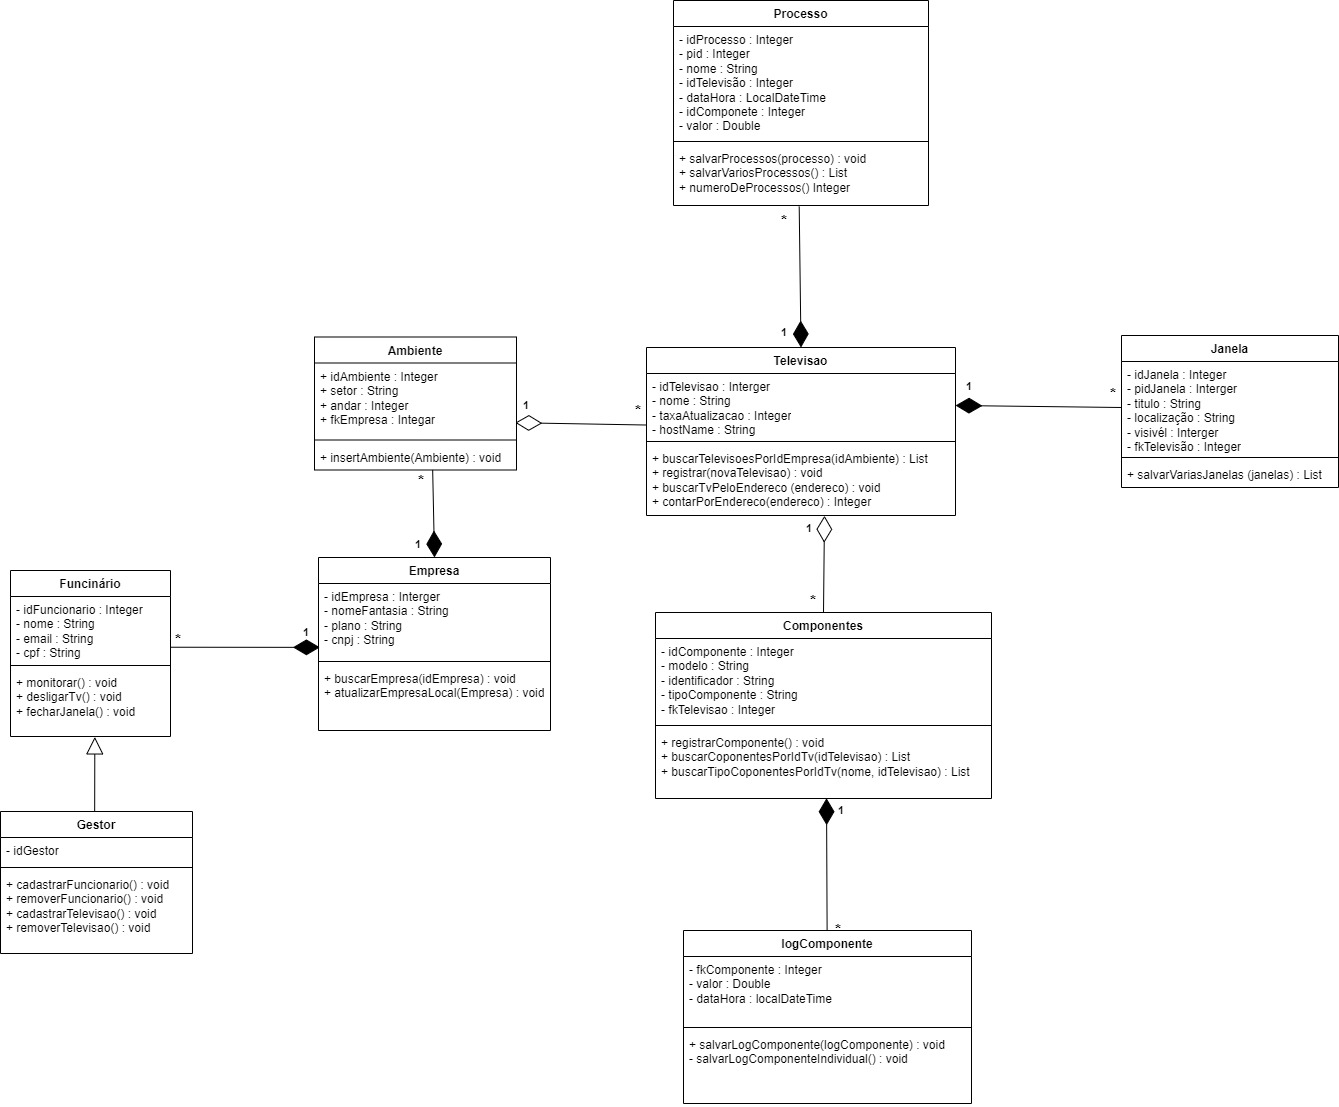 Processo
- idProcesso : Integer
- pid : Integer
- nome : String
- idTelevisão : Integer
- dataHora : LocalDateTime
- idComponete : Integer
- valor : Double
+ salvarProcessos(processo) : void
+ salvarVariosProcessos() : List
+ numeroDeProcessos() Integer
*
1
Ambiente
+ idAmbiente : Integer
+ setor : String
+ andar : Integer
+ fkEmpresa : Integar
+ insertAmbiente(Ambiente) : void
1
*
Televisao
- idTelevisao : Interger
- nome : String
- taxaAtualizacao : Integer
- hostName : String
+ buscarTelevisoesPorIdEmpresa(idAmbiente) : List
+ registrar(novaTelevisao) : void
+ buscarTvPeloEndereco (endereco) : void
+ contarPorEndereco(endereco) : Integer
1
*
Janela
- idJanela : Integer
- pidJanela : Interger
- titulo : String
- localização : String
- visivêl : Interger
- fkTelevisão : Integer
+ salvarVariasJanelas (janelas) : List
*
1
1
*
Funcinário
- idFuncionario : Integer
- nome : String
- email : String
- cpf : String
+ monitorar() : void
+ desligarTv() : void
+ fecharJanela() : void
*
1
Empresa
- idEmpresa : Interger
- nomeFantasia : String
- plano : String
- cnpj : String
+ buscarEmpresa(idEmpresa) : void
+ atualizarEmpresaLocal(Empresa) : void
Componentes
- idComponente : Integer
- modelo : String
- identificador : String
- tipoComponente : String
- fkTelevisao : Integer
+ registrarComponente() : void
+ buscarCoponentesPorIdTv(idTelevisao) : List
+ buscarTipoCoponentesPorIdTv(nome, idTelevisao) : List
1
*
Gestor
- idGestor
+ cadastrarFuncionario() : void
+ removerFuncionario() : void
+ cadastrarTelevisao() : void
+ removerTelevisao() : void
logComponente
- fkComponente : Integer
- valor : Double
- dataHora : localDateTime
+ salvarLogComponente(logComponente) : void
- salvarLogComponenteIndividual() : void